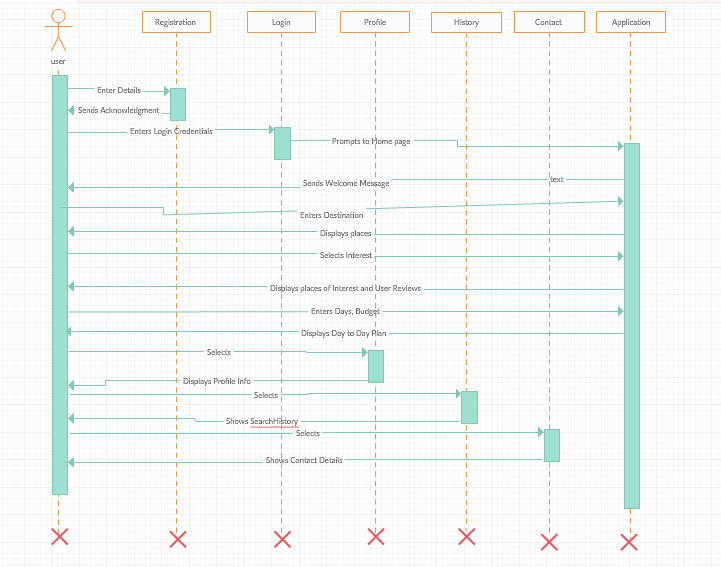 Registration
Login
Profile
History
Contact
Application
user
Enter Details
Sends Acknowledgment
Enters Login Credentials
Prompts to Home page
text
Sends Welcome Message
Enters Destination
Displays places
Selects Interest
Displays places of Interest and User Reviews
Enters Days, Budget
Displays Day to Day Plan
Selects
Displays Profile Info
Selects
Shows SearchHistory
Selects
Shows Contact Details